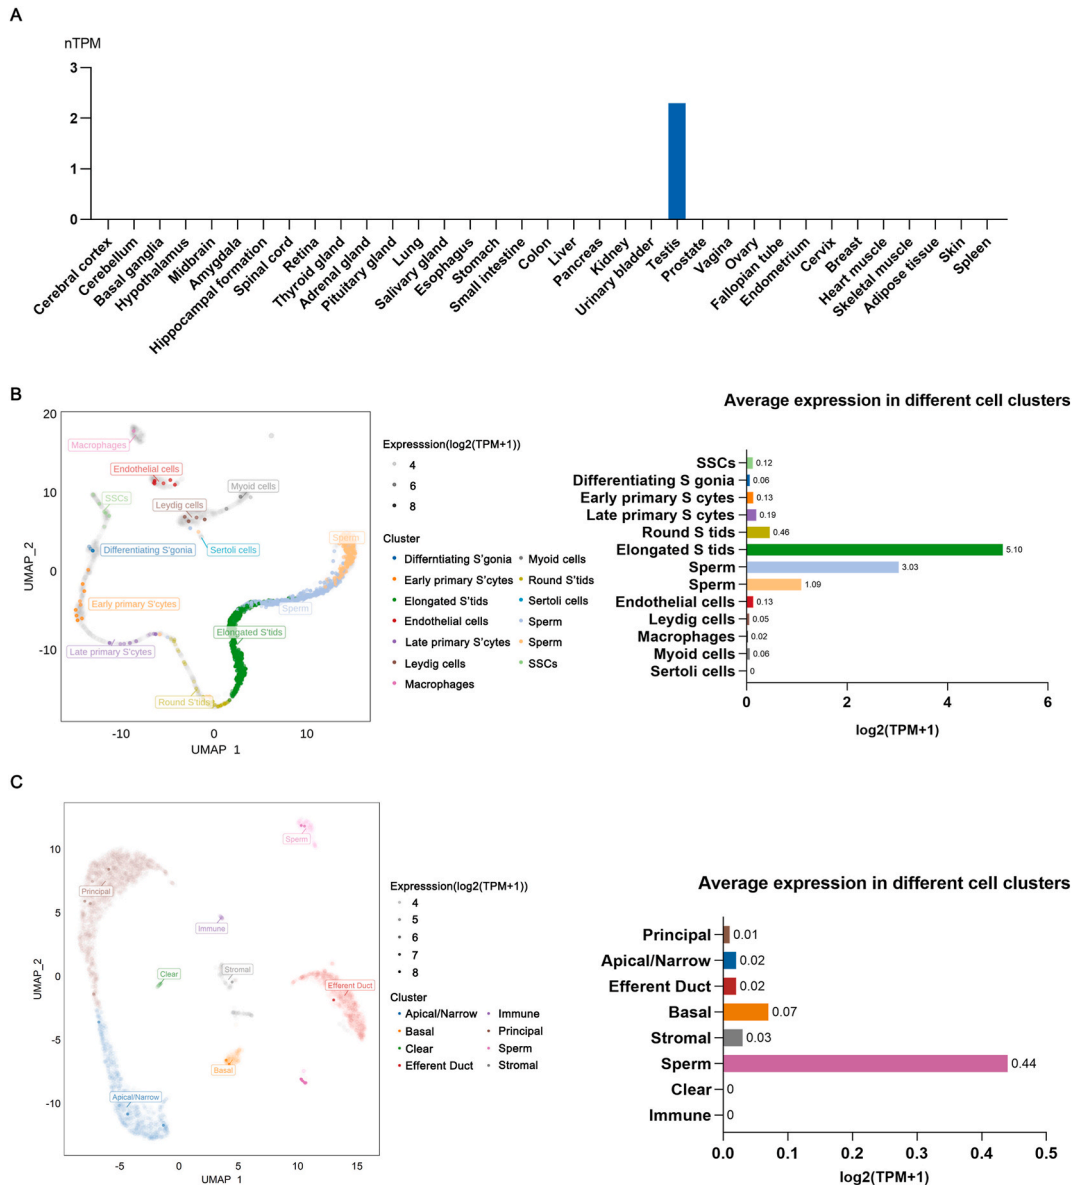 A
nTPM
3
2
1
0
Cerebral cortex
Cerebellum
Basal ganglia
Hypothalamus
Midbrain
Amygdala
Hippocampal formation
Spinal cord
Retina
Thyroid gland
Adrenal gland
Pituitary gland
Lung
Salivary gland
Esophagus
Stomach
Small intestine
Colon
Liver
Pancreas
Kidney
Urinary bladder
Testis
Prostate
Vagina
Ovary
Fallopian tube
Endometrium
Cervix
Breast
Heart muscle
Skeletal muscle
Adipose tissue
Skin
Spleen
B
20
10
0
-10
UMAP_2
-10 0 10
UMAP_1
Macrophages
Endothelial cells
Myoid cells
SSCs
Leydig cells
Sperm
Differentiating S'gonia
Sertoli cells
Early primary S'cytes
Sperm
Elongated S'tids
Late primary S'cytes
Round S'tids
Expresssion(log2(TPM+1))
4
6
8
Cluster
Differntiating S'gonia
Early primary S'cytes
Elongated S'tids
Endothelial cells
Late primary S'cytes
Leydig cells
Macrophages
Myoid cells
Round S'tids
Sertoli cells
Sperm
Sperm
SSCs
Average expression in different cell clusters
SSCs 0.12
Differentiating S gonia 0.06
Early primary S cytes 0.13
Late primary S cytes 0.19
Round S tids 0.46
Elongated S tids 5.10
Sperm 3.03
Sperm 1.09
Endothelial cells 0.13
Leydig cells 0.05
Macrophages 0.02
Myoid cells 0.06
Sertoli cells 0
0 2 4 6
log2(TPM+1)
C
10
5
0
-5
-10
UMAP_2
-5 0 5 10 15
UMAP_1
Sperm
Principal
Immune
Clear
Stromal
Efferent Duct
Basal
Apical/Narrow
Expresssion(log2(TPM+1))
4
5
6
7
8
Cluster
Apical/Narrow
Basal
Clear
Efferent Duct
Immune
Principal
Sperm
Stromal
Average expression in different cell clusters
Principal 0.01
Apical/Narrow 0.02
Efferent Duct 0.02
Basal 0.07
Stromal 0.03
Sperm 0.44
Clear 0
Immune 0
0.0 0.1 0.2 0.3 0.4 0.5
log2(TPM+1)